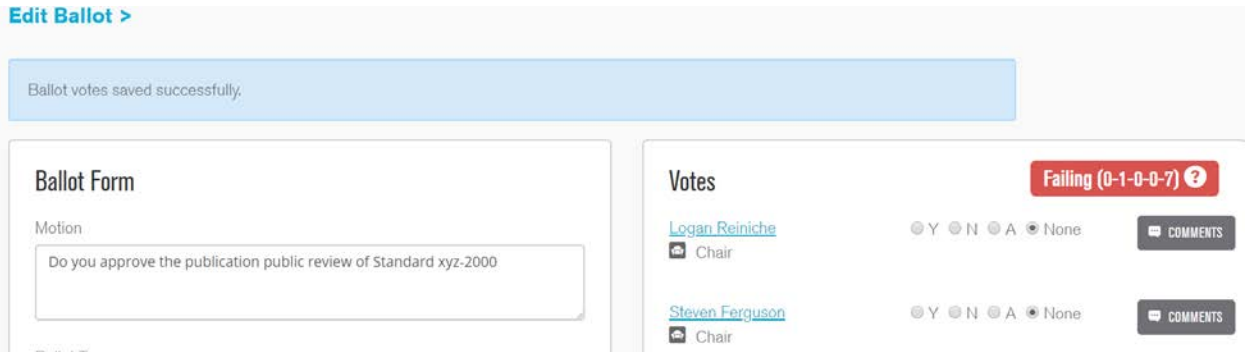 Edit Ballot >
Ballot votes saved successfully.
Ballot Form
Motion
Do you approve the publication public review of Standard xyz-2000
Votes
Failing (0-1-0-0-7) ?
Logan Reiniche
Y N A None
COMMENTS
Chair
Steven Ferguson
Y N A None
COMMENTS
Chair